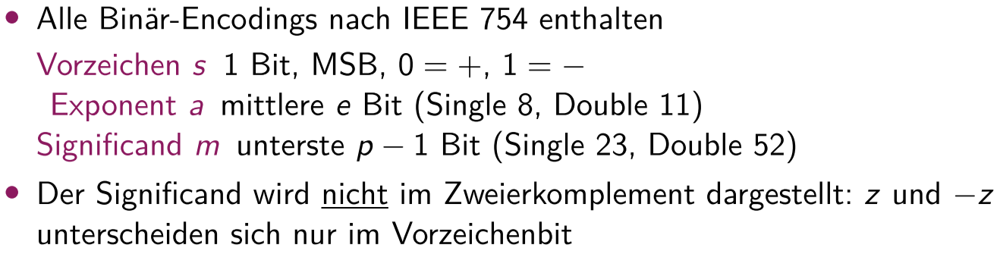 • Alle Binär-Encodings nach IEEE 754 enthalten
Vorzeichen s 1 Bit, MSB, 0 = +, 1 = −
Exponent a mittlere e Bit (Single 8, Double 11)
Significand m unterste p − 1 Bit (Single 23, Double 52)
• Der Significand wird nicht im Zweierkomplement dargestellt: z und −z
unterscheiden sich nur im Vorzeichenbit